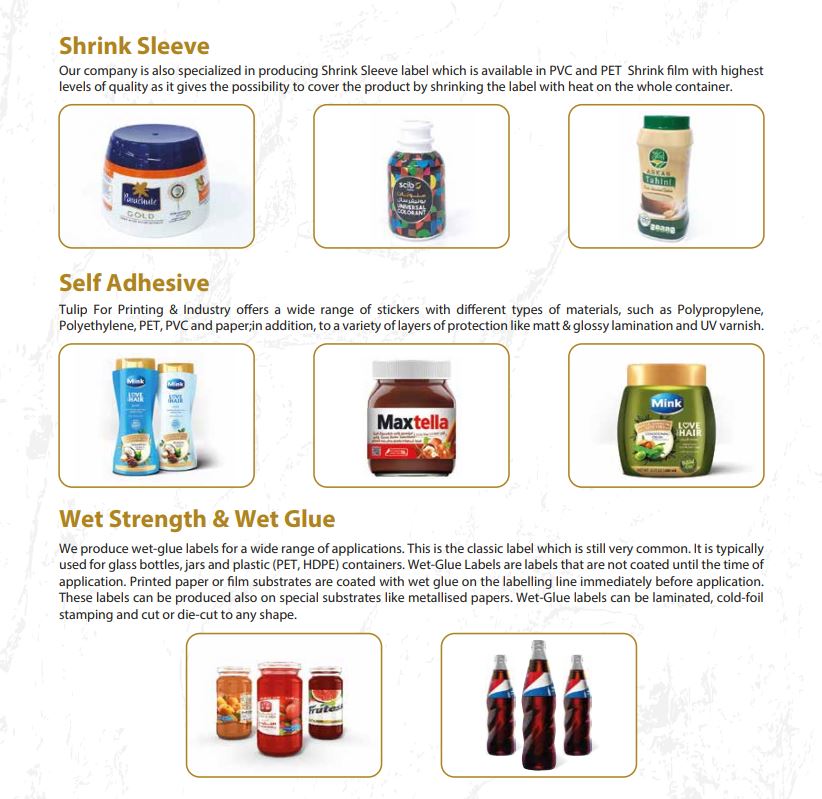 Shrink Sleeve
Our company is also specialized in producing Shrink Sleeve label which is available in PVC and PET Shrink film with highest
levels of quality as it gives the possibility to cover the product by shrinking the label with heat on the whole container.
Parachute
GOLD
scib
UNIVERSAL
COLORANT
Tahini
Self Adhesive
Tulip For Printing & Industry offers a wide range of stickers with different types of materials, such as Polypropylene,
Polyethylene, PET, PVC and paper;in addition, to a variety of layers of protection like matt & glossy lamination and UV varnish.
Mink
LOVE
HAIR
Mink
LOVE
HAIR
Maxtella
Mink
LOVE
HAIR
Wet Strength & Wet Glue
We produce wet-glue labels for a wide range of applications. This is the classic label which is still very common. It is typically
used for glass bottles, jars and plastic (PET, HDPE) containers. Wet-Glue Labels are labels that are not coated until the time of
application. Printed paper or film substrates are coated with wet glue on the labelling line immediately before application.
These labels can be produced also on special substrates like metallised papers. Wet-Glue labels can be laminated, cold-foil
stamping and cut or die-cut to any shape.